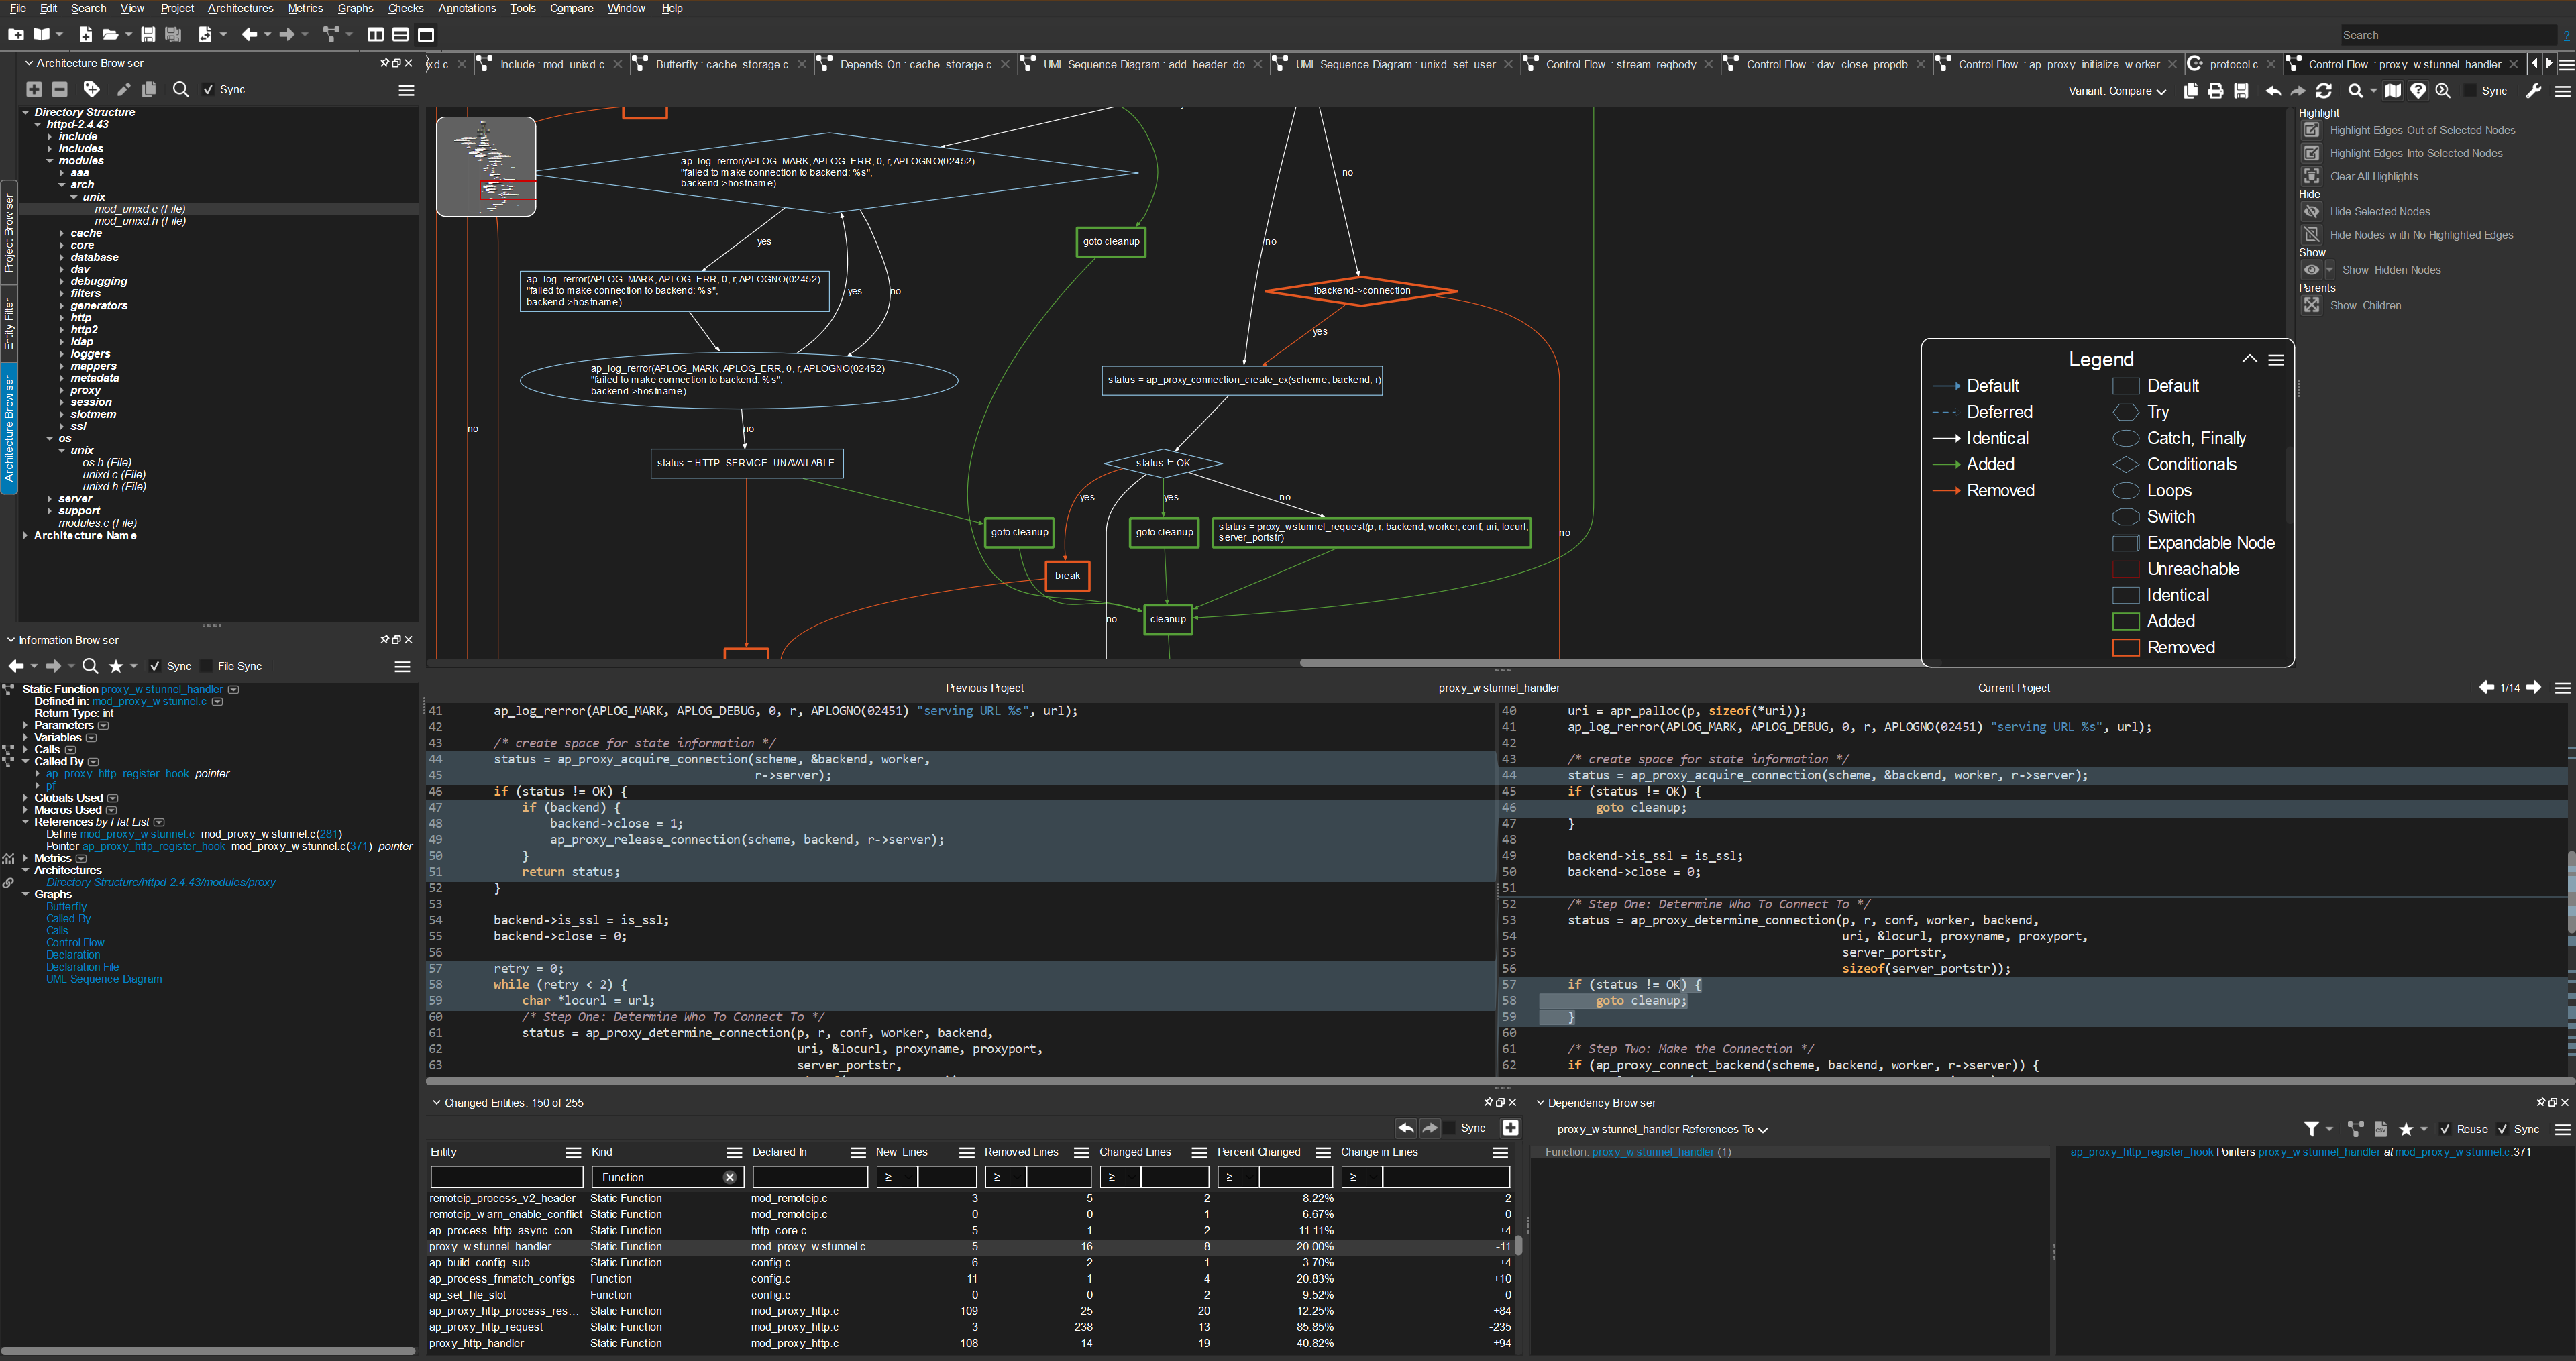 File Edit Search View Project Architectures Metrics Graphs Checks Annotations Tools Compare Window Help
Search
?
Architecture Browser
Sync
Directory Structure
httpd-2.4.43
include
includes
modules
aaa
arch
unix
mod_unixd.c (File)
mod_unixd.h (File)
cache
core
database
dav
debugging
filters
generators
http
http2
ldap
loggers
mappers
metadata
proxy
session
slotmem
ssl
os
unix
os.h (File)
unixd.c (File)
unixd.h (File)
server
support
modules.c (File)
Architecture Name
Project Browser
Entity Filter
Architecture Browser
Information Browser
Sync File Sync
Static Function proxy_wstunnel_handler
Defined in: mod_proxy_wstunnel.c
Return Type: int
Parameters
Variables
Calls
Called By
ap_proxy_http_register_hook pointer
pf
Globals Used
Macros Used
References by Flat List
Define mod_proxy_wstunnel.c mod_proxy_wstunnel.c(281)
Pointer ap_proxy_http_register_hook mod_proxy_wstunnel.c(371) pointer
Metrics
Architectures
Directory Structure/httpd-2.4.43/modules/proxy
Graphs
Butterfly
Called By
Calls
Control Flow
Declaration
Declaration File
UML Sequence Diagram
xd.c Include : mod_unixd.c Butterfly : cache_storage.c Depends On : cache_storage.c UML Sequence Diagram : add_header_do UML Sequence Diagram : unixd_set_user Control Flow : stream_reqbody Control Flow : dav_close_propdb Control Flow : ap_proxy_initialize_worker protocol.c Control Flow : proxy_wstunnel_handler
Variant: Compare
Sync
ap_log_rerror(APLOG_MARK, APLOG_ERR, 0, r, APLOGNO(02452)
"failed to make connection to backend: %s",
backend->hostname)
no
yes
goto cleanup
no
ap_log_rerror(APLOG_MARK, APLOG_ERR, 0, r, APLOGNO(02452)
"failed to make connection to backend: %s",
backend->hostname)
yes
no
!backend->connection
yes
ap_log_rerror(APLOG_MARK, APLOG_ERR, 0, r, APLOGNO(02452)
"failed to make connection to backend: %s",
backend->hostname)
status = ap_proxy_connection_create_ex(scheme, backend, r)
no
no
status = HTTP_SERVICE_UNAVAILABLE
status != OK
yes
yes
no
goto cleanup
goto cleanup
status = proxy_wstunnel_request(p, r, backend, worker, conf, uri, locurl,
server_portstr)
no
break
no
cleanup
Highlight
Highlight Edges Out of Selected Nodes
Highlight Edges Into Selected Nodes
Clear All Highlights
Hide
Hide Selected Nodes
Hide Nodes with No Highlighted Edges
Show
Show Hidden Nodes
Parents
Show Children
Legend
Default
Deferred
Identical
Added
Removed
Default
Try
Catch, Finally
Conditionals
Loops
Switch
Expandable Node
Unreachable
Identical
Added
Removed
Previous Project proxy_wstunnel_handler Current Project 1/14
41 ap_log_rerror(APLOG_MARK, APLOG_DEBUG, 0, r, APLOGNO(02451) "serving URL %s", url);
42
43 /* create space for state information */
44 status = ap_proxy_acquire_connection(scheme, &backend, worker,
45 r->server);
46 if (status != OK) {
47 if (backend) {
48 backend->close = 1;
49 ap_proxy_release_connection(scheme, backend, r->server);
50 }
51 return status;
52 }
53
54 backend->is_ssl = is_ssl;
55 backend->close = 0;
56
57 retry = 0;
58 while (retry < 2) {
59 char *locurl = url;
60 /* Step One: Determine Who To Connect To */
61 status = ap_proxy_determine_connection(p, r, conf, worker, backend,
62 uri, &locurl, proxyname, proxyport,
63 server_portstr,
40 uri = apr_palloc(p, sizeof(*uri));
41 ap_log_rerror(APLOG_MARK, APLOG_DEBUG, 0, r, APLOGNO(02451) "serving URL %s", url);
42
43 /* create space for state information */
44 status = ap_proxy_acquire_connection(scheme, &backend, worker, r->server);
45 if (status != OK) {
46 goto cleanup;
47 }
48
49 backend->is_ssl = is_ssl;
50 backend->close = 0;
51
52 /* Step One: Determine Who To Connect To */
53 status = ap_proxy_determine_connection(p, r, conf, worker, backend,
54 uri, &locurl, proxyname, proxyport,
55 server_portstr,
56 sizeof(server_portstr));
57 if (status != OK) {
58 goto cleanup;
59 }
60
61 /* Step Two: Make the Connection */
62 if (ap_proxy_connect_backend(scheme, backend, worker, r->server)) {
Changed Entities: 150 of 255
Sync
Entity Kind Declared In New Lines Removed Lines Changed Lines Percent Changed Change in Lines
Function ≥ ≥ ≥ ≥ ≥
remoteip_process_v2_header Static Function mod_remoteip.c 3 5 2 8.22% -2
remoteip_warn_enable_conflict Static Function mod_remoteip.c 0 0 1 6.67% 0
ap_process_http_async_con... Static Function http_core.c 5 1 2 11.11% +4
proxy_wstunnel_handler Static Function mod_proxy_wstunnel.c 5 16 8 20.00% -11
ap_build_config_sub Static Function config.c 6 2 1 3.70% +4
ap_process_fnmatch_configs Function config.c 11 1 4 20.83% +10
ap_set_file_slot Function config.c 0 0 2 9.52% 0
ap_proxy_http_process_res... Static Function mod_proxy_http.c 109 25 20 12.25% +84
ap_proxy_http_request Static Function mod_proxy_http.c 3 238 13 85.85% -235
proxy_http_handler Static Function mod_proxy_http.c 108 14 19 40.82% +94
Dependency Browser
proxy_wstunnel_handler References To
Reuse Sync
Function: proxy_wstunnel_handler (1)
ap_proxy_http_register_hook Pointers proxy_wstunnel_handler at mod_proxy_wstunnel.c:371